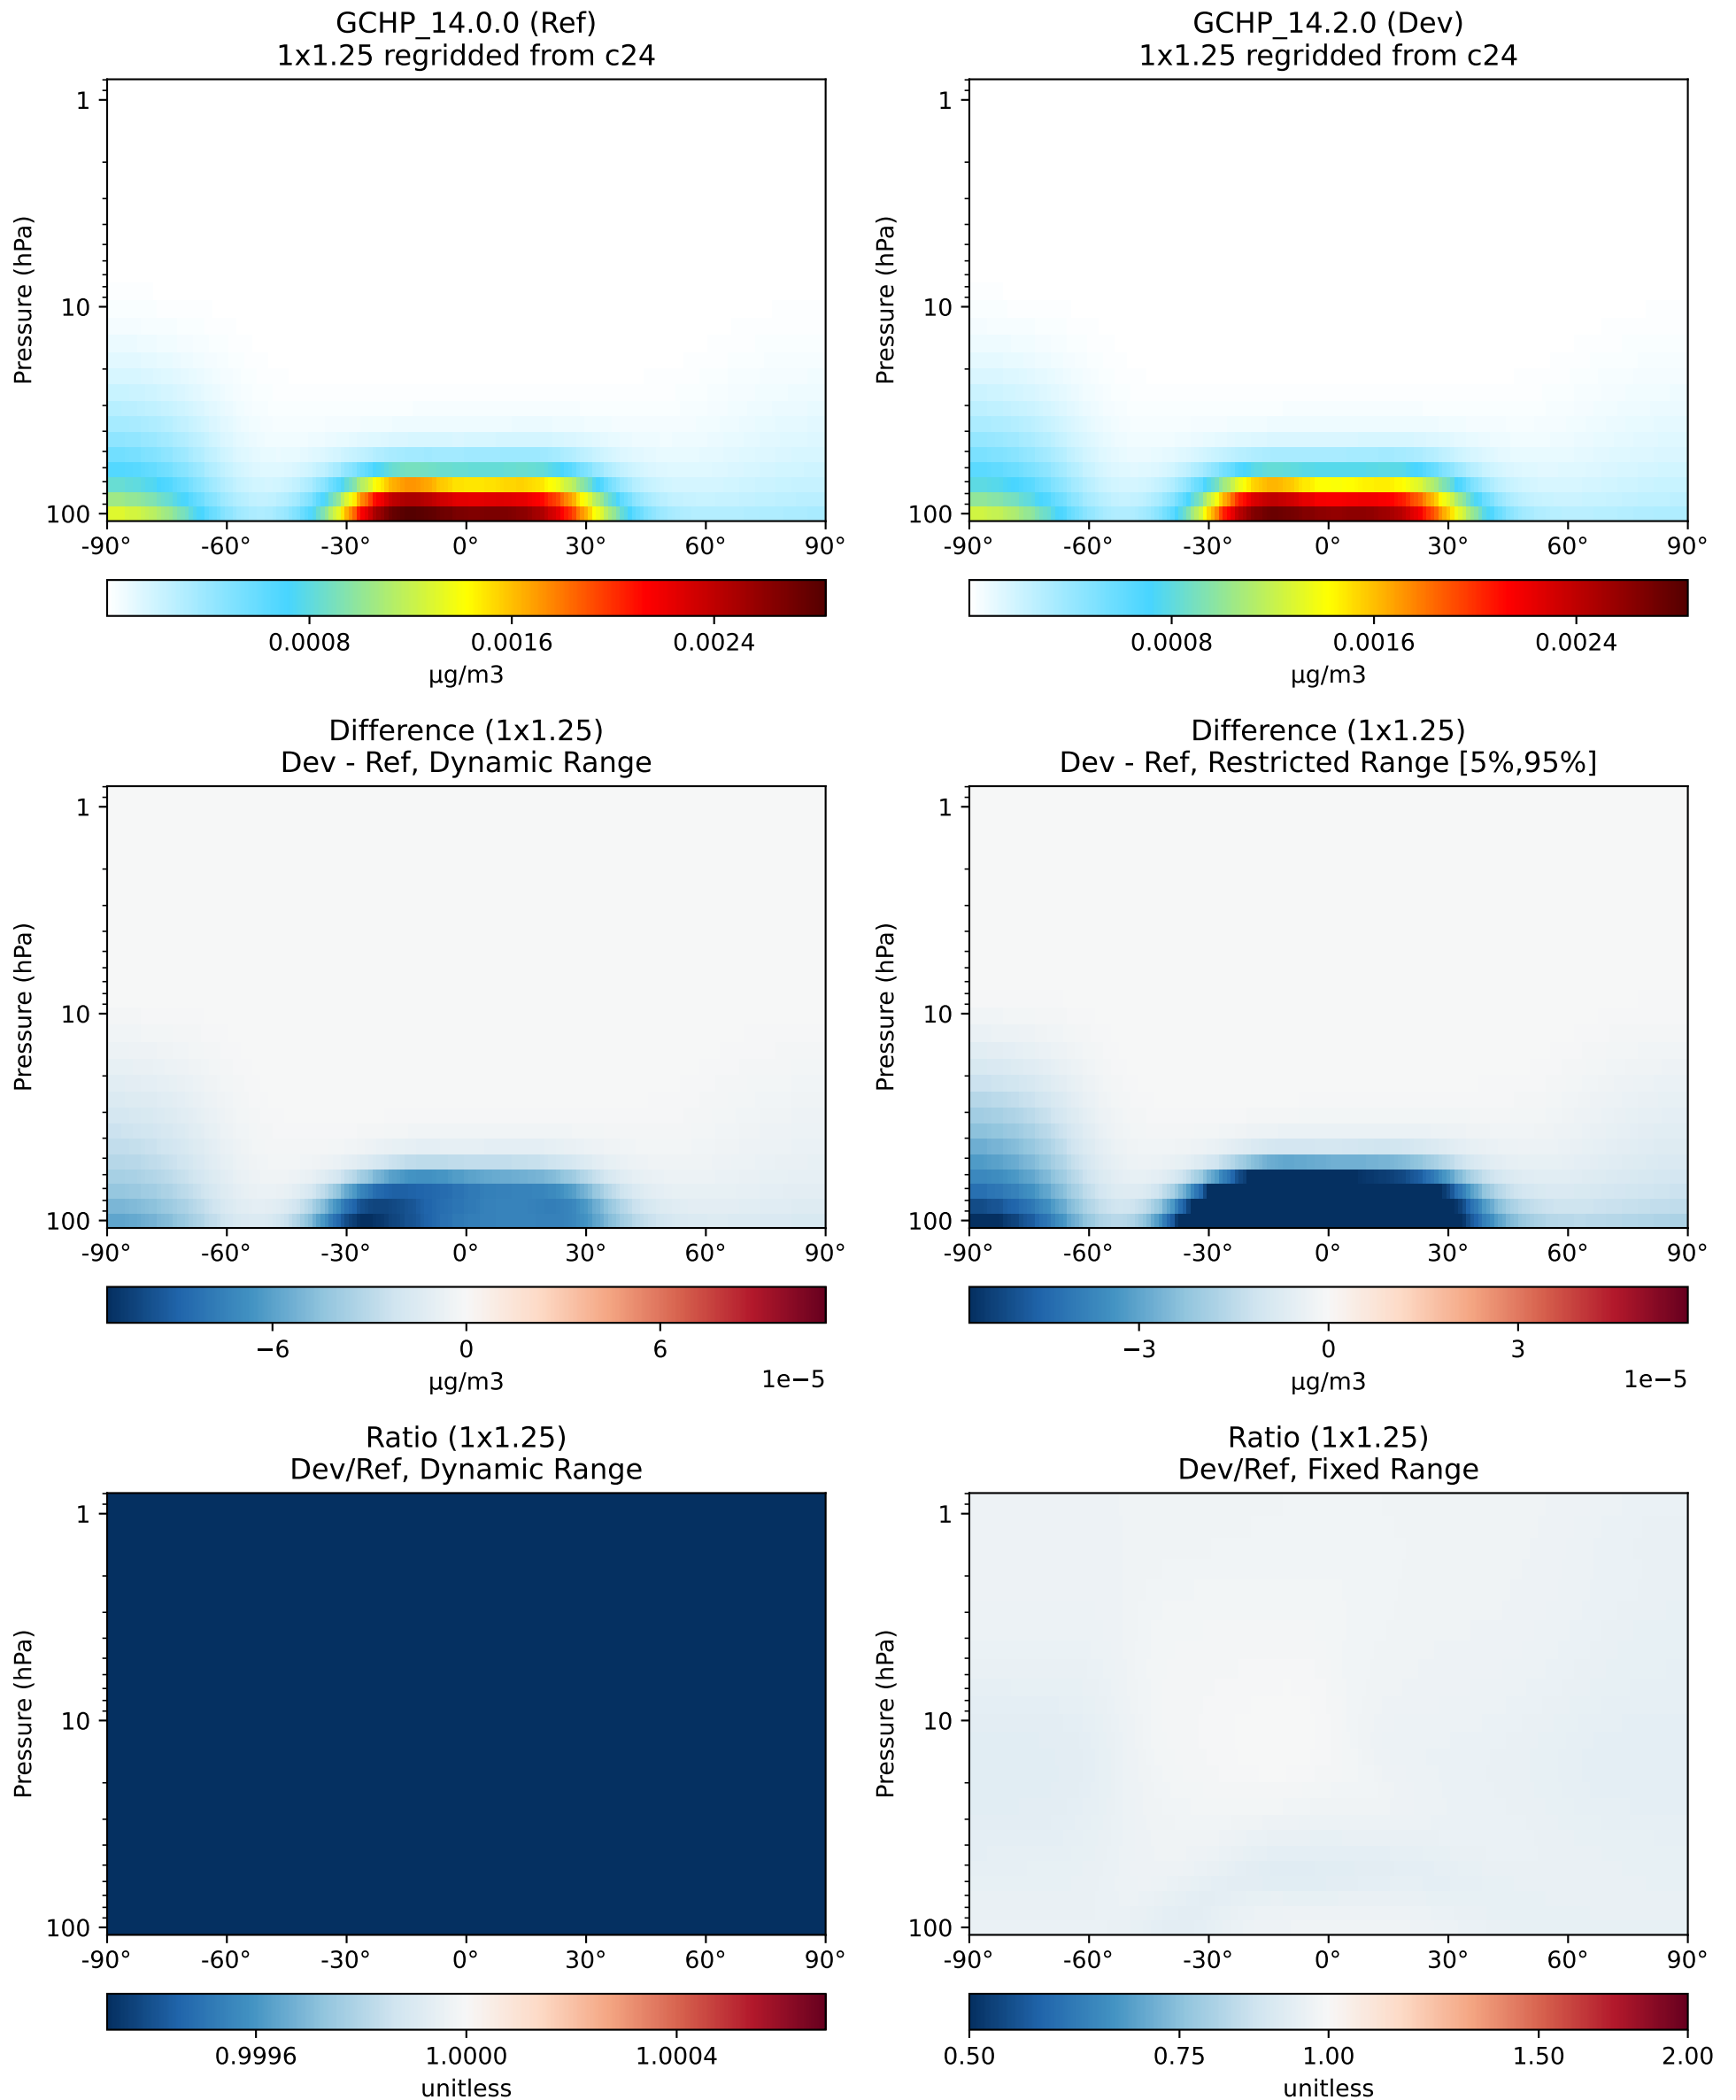 GCHP_14.0.0 (Ref)
1x1.25 regridded from c24
Pressure (hPa)
1
10
100
-90° -60° -30° 0° 30° 60° 90°
0.0008 0.0016 0.0024
µg/m3
GCHP_14.2.0 (Dev)
1x1.25 regridded from c24
Pressure (hPa)
1
10
100
-90° -60° -30° 0° 30° 60° 90°
0.0008 0.0016 0.0024
µg/m3
Difference (1x1.25)
Dev - Ref, Dynamic Range
Pressure (hPa)
1
10
100
-90° -60° -30° 0° 30° 60° 90°
−6 0 6
µg/m3 1e−5
Difference (1x1.25)
Dev - Ref, Restricted Range [5%,95%]
Pressure (hPa)
1
10
100
-90° -60° -30° 0° 30° 60° 90°
−3 0 3
µg/m3 1e−5
Ratio (1x1.25)
Dev/Ref, Dynamic Range
Pressure (hPa)
1
10
100
-90° -60° -30° 0° 30° 60° 90°
0.9996 1.0000 1.0004
unitless
Ratio (1x1.25)
Dev/Ref, Fixed Range
Pressure (hPa)
1
10
100
-90° -60° -30° 0° 30° 60° 90°
0.50 0.75 1.00 1.50 2.00
unitless